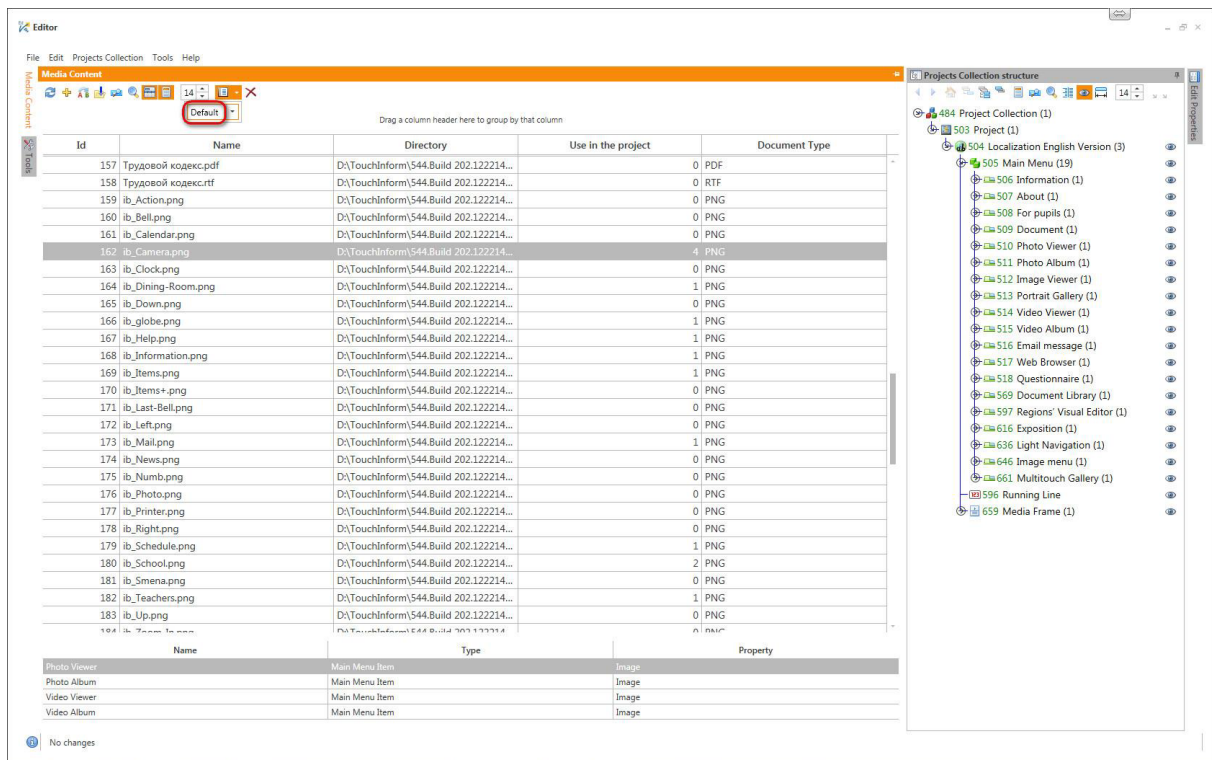 Editor
File Edit Projects Collection Tools Help
Media Content
Tools
Media Content
14
Default
Drag a column header here to group by that column
Id Name Directory Use in the project Document Type
157 Трудовой кодекс.pdf D:\TouchInform\544.Build 202.122214... 0 PDF
158 Трудовой кодекс.rtf D:\TouchInform\544.Build 202.122214... 0 RTF
159 ib_Action.png D:\TouchInform\544.Build 202.122214... 0 PNG
160 ib_Bell.png D:\TouchInform\544.Build 202.122214... 0 PNG
161 ib_Calendar.png D:\TouchInform\544.Build 202.122214... 0 PNG
162 ib_Camera.png D:\TouchInform\544.Build 202.122214... 4 PNG
163 ib_Clock.png D:\TouchInform\544.Build 202.122214... 0 PNG
164 ib_Dining-Room.png D:\TouchInform\544.Build 202.122214... 1 PNG
165 ib_Down.png D:\TouchInform\544.Build 202.122214... 0 PNG
166 ib_globe.png D:\TouchInform\544.Build 202.122214... 1 PNG
167 ib_Help.png D:\TouchInform\544.Build 202.122214... 1 PNG
168 ib_Information.png D:\TouchInform\544.Build 202.122214... 1 PNG
169 ib_Items.png D:\TouchInform\544.Build 202.122214... 1 PNG
170 ib_Items+.png D:\TouchInform\544.Build 202.122214... 0 PNG
171 ib_Last-Bell.png D:\TouchInform\544.Build 202.122214... 0 PNG
172 ib_Left.png D:\TouchInform\544.Build 202.122214... 0 PNG
173 ib_Mail.png D:\TouchInform\544.Build 202.122214... 1 PNG
174 ib_News.png D:\TouchInform\544.Build 202.122214... 0 PNG
175 ib_Numb.png D:\TouchInform\544.Build 202.122214... 0 PNG
176 ib_Photo.png D:\TouchInform\544.Build 202.122214... 0 PNG
177 ib_Printer.png D:\TouchInform\544.Build 202.122214... 0 PNG
178 ib_Right.png D:\TouchInform\544.Build 202.122214... 0 PNG
179 ib_Schedule.png D:\TouchInform\544.Build 202.122214... 1 PNG
180 ib_School.png D:\TouchInform\544.Build 202.122214... 2 PNG
181 ib_Smena.png D:\TouchInform\544.Build 202.122214... 0 PNG
182 ib_Teachers.png D:\TouchInform\544.Build 202.122214... 1 PNG
183 ib_Up.png D:\TouchInform\544.Build 202.122214... 0 PNG
184 ib_Zoom-In.png D:\TouchInform\544.Build 202.122214... 0 PNG
Name Type Property
Photo Viewer Main Menu Item Image
Photo Album Main Menu Item Image
Video Viewer Main Menu Item Image
Video Album Main Menu Item Image
No changes
Projects Collection structure
14
484 Project Collection (1)
503 Project (1)
504 Localization English Version (3)
505 Main Menu (19)
506 Information (1)
507 About (1)
508 For pupils (1)
509 Document (1)
510 Photo Viewer (1)
511 Photo Album (1)
512 Image Viewer (1)
513 Portrait Gallery (1)
514 Video Viewer (1)
515 Video Album (1)
516 Email message (1)
517 Web Browser (1)
518 Questionnaire (1)
569 Document Library (1)
597 Regions' Visual Editor (1)
616 Exposition (1)
636 Light Navigation (1)
646 Image menu (1)
661 Multitouch Gallery (1)
596 Running Line
659 Media Frame (1)
Edit Properties